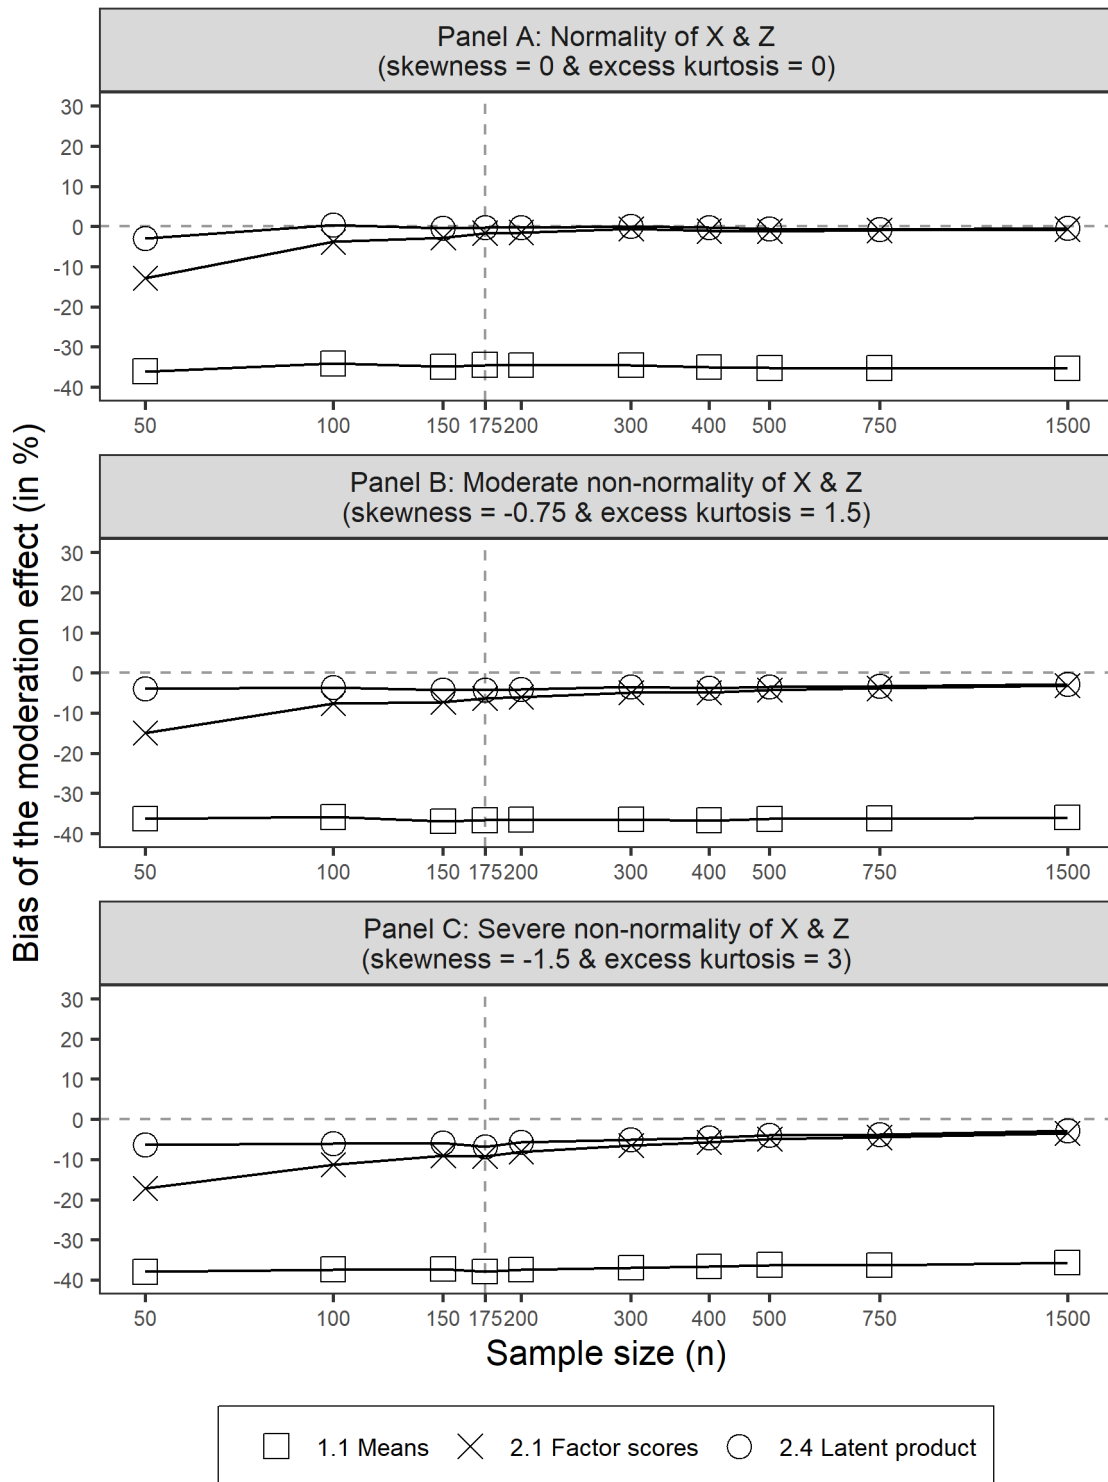 Panel A: Normality of X & Z
(skewness = 0 & excess kurtosis = 0)
30
20
10
0
-10
-20
-30
-40
50 100 150 175 200 300 400 500 750 1500
Panel B: Moderate non-normality of X & Z
(skewness = -0.75 & excess kurtosis = 1.5)
30
20
10
0
-10
-20
-30
-40
50 100 150 175 200 300 400 500 750 1500
Panel C: Severe non-normality of X & Z
(skewness = -1.5 & excess kurtosis = 3)
30
20
10
0
-10
-20
-30
-40
50 100 150 175 200 300 400 500 750 1500
Bias of the moderation effect (in %)
Sample size (n)
1.1 Means 2.1 Factor scores 2.4 Latent product